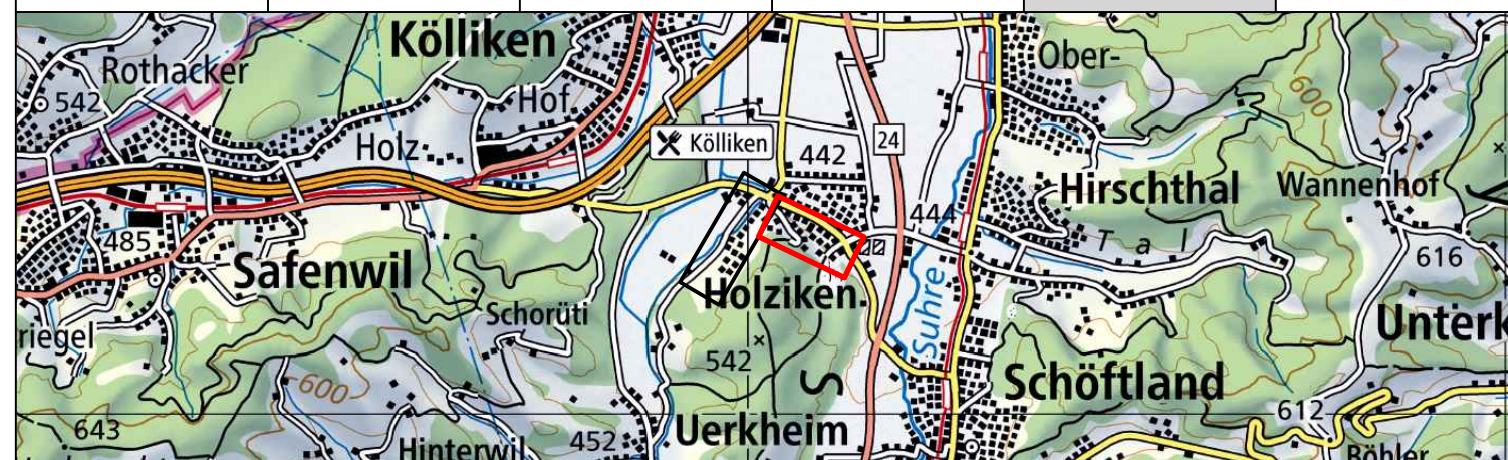 Kölliken
Ober-
Rothacker
600
542
Hof
Holz
24
Kölliken
442
Hirschthal
Wannenhof
444
485
Tal
616
Safenwil
Holziken
Suhre
Schorüti
riegel
Unterk
542
S
600
Schöftland
612
643
Uerkheim
Hinterwil
452
Böhler